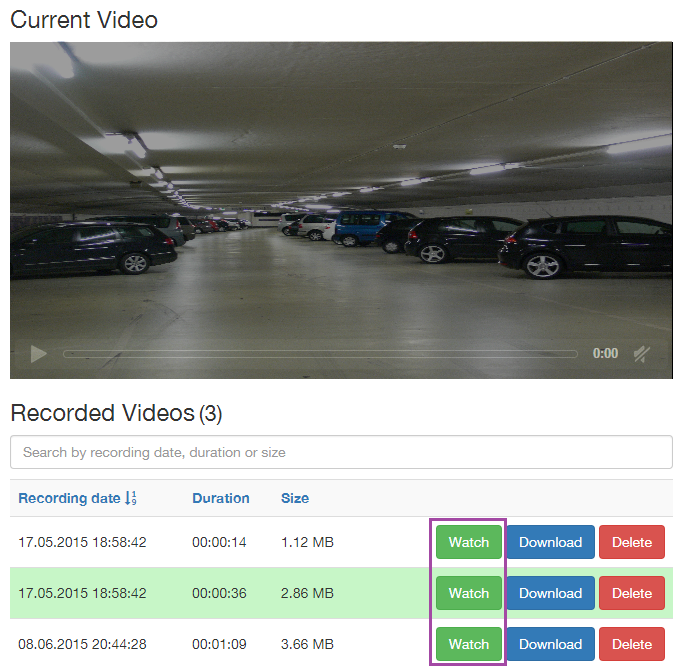 Current Video
0:00
Recorded Videos (3)
Search by recording date, duration or size
Recording date Duration Size
17.05.2015 18:58:42 00:00:14 1.12 MB Watch Download Delete
17.05.2015 18:58:42 00:00:36 2.86 MB Watch Download Delete
08.06.2015 20:44:28 00:01:09 3.66 MB Watch Download Delete